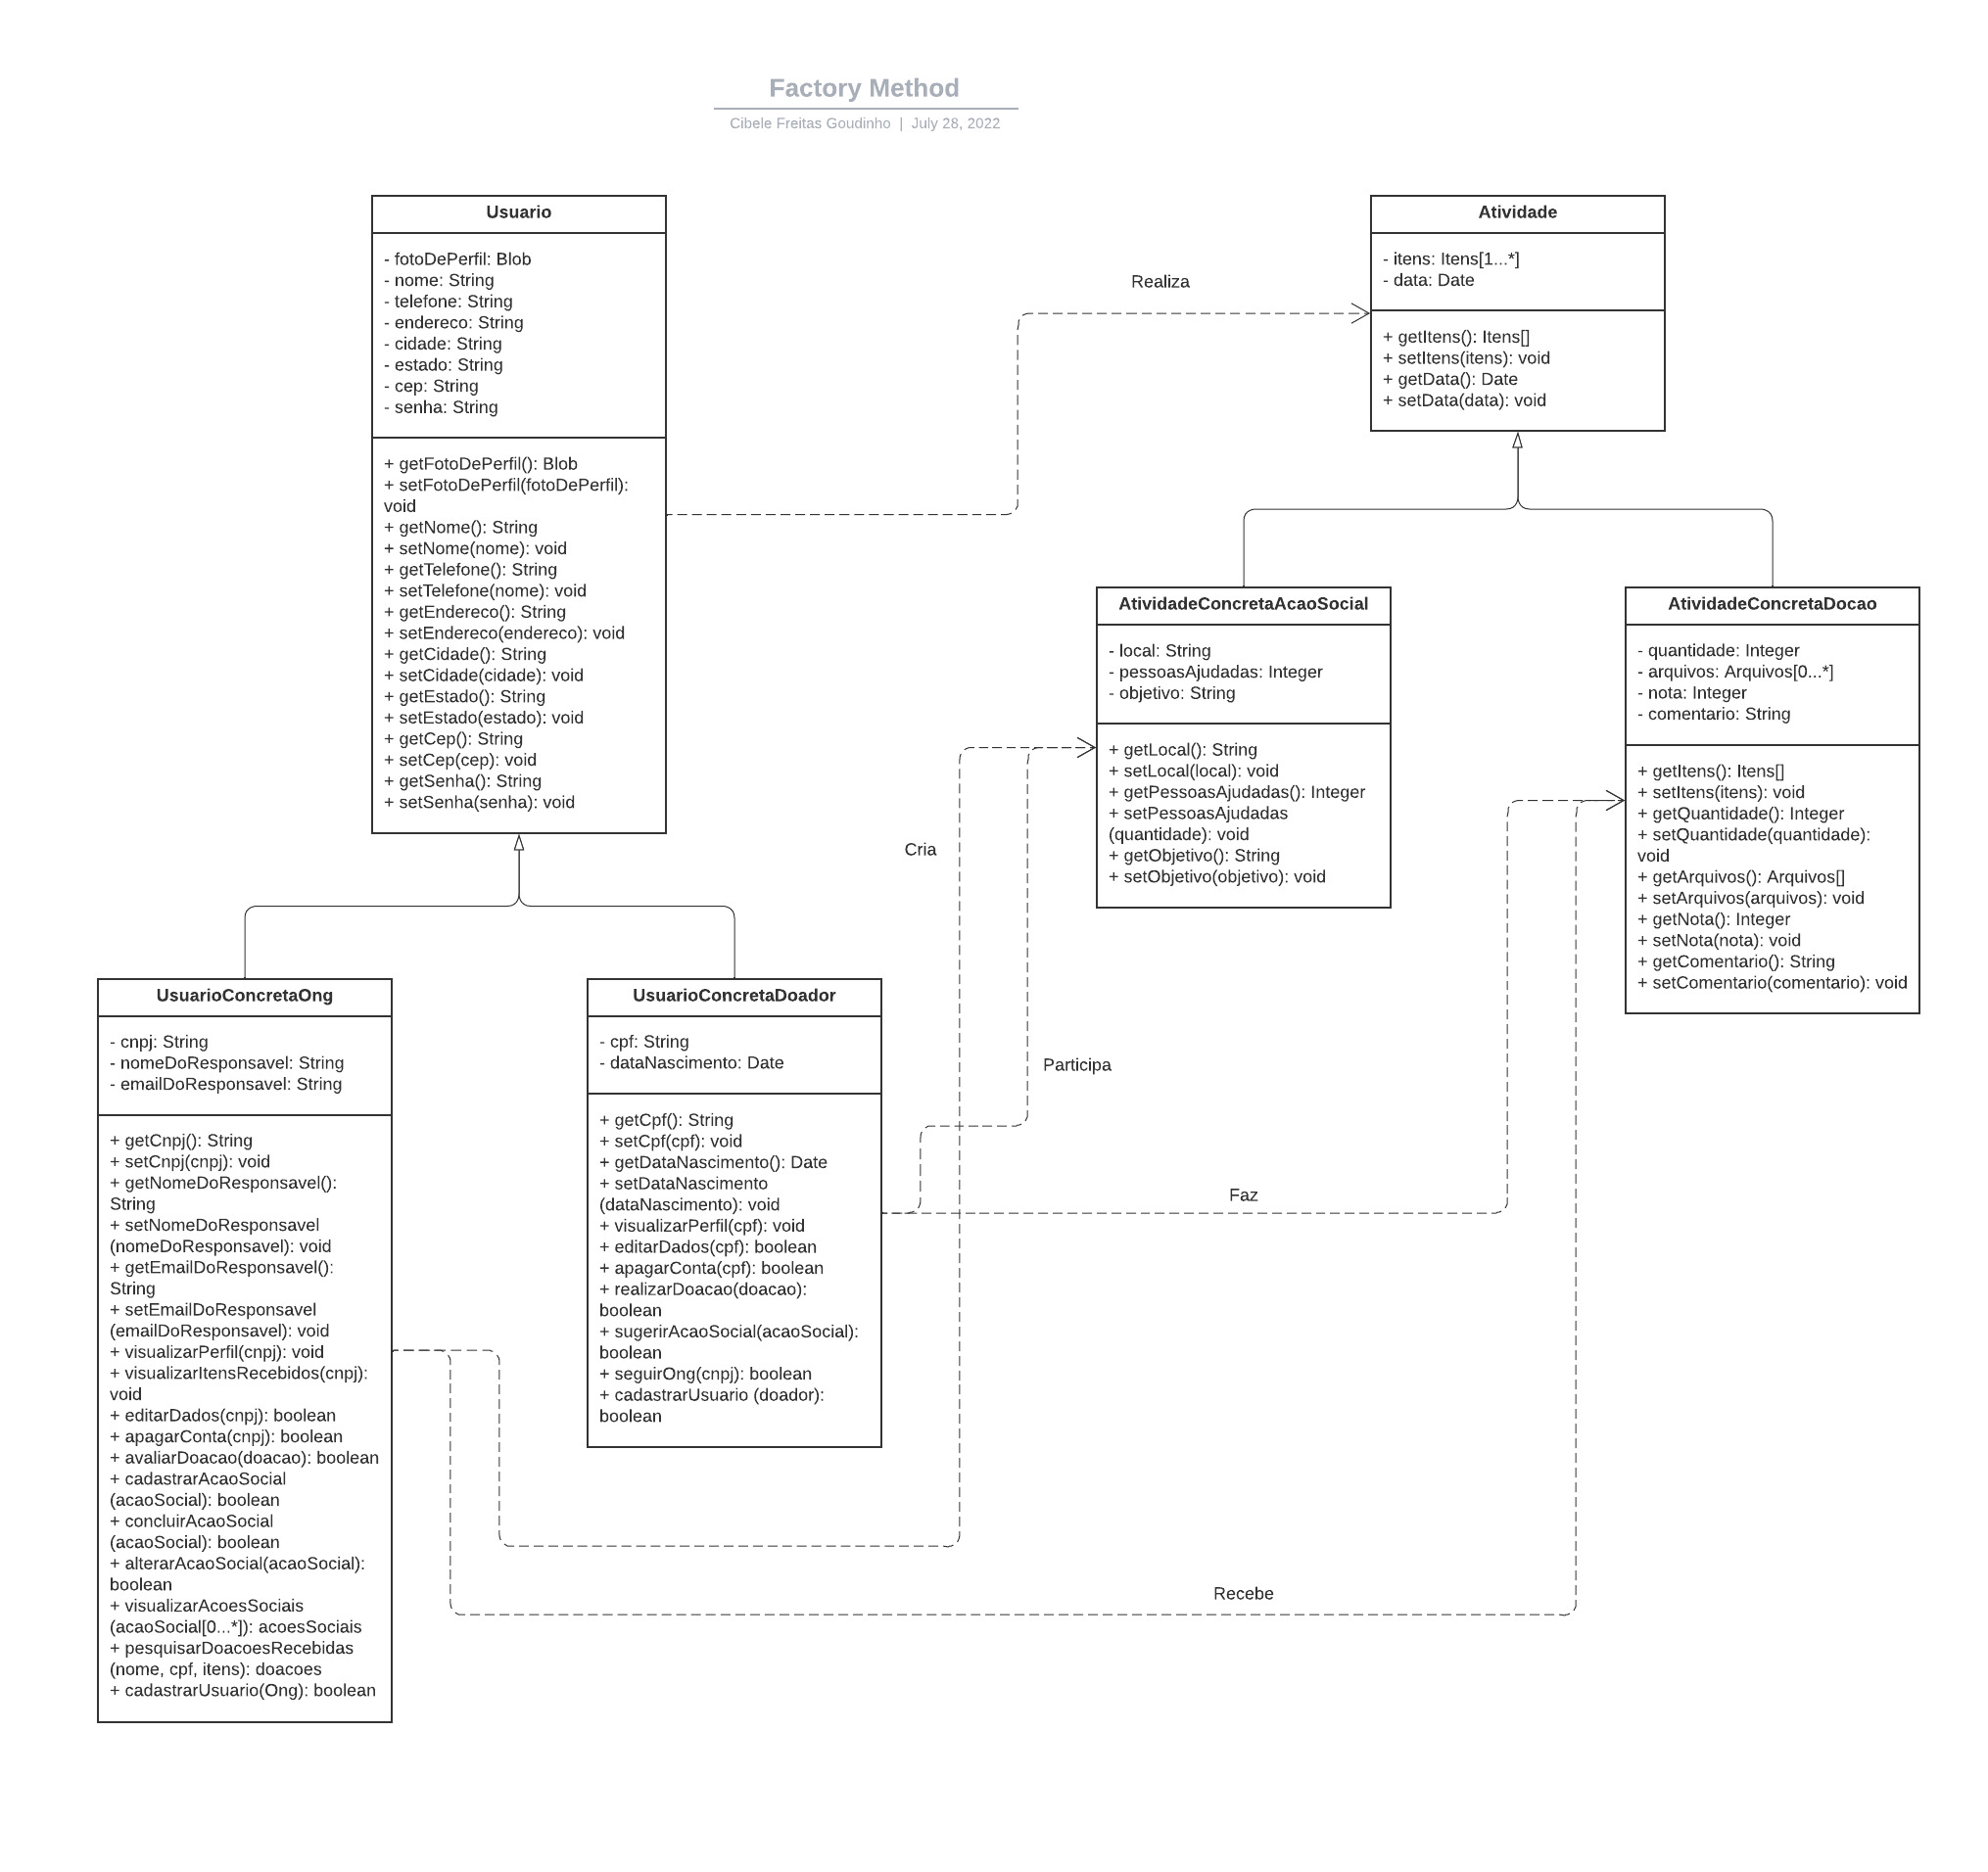 Factory Method
Cibele Freitas Goudinho | July 28, 2022
Usuario
- fotoDePerfil: Blob
- nome: String
- telefone: String
- endereco: String
- cidade: String
- estado: String
- cep: String
- senha: String
+ getFotoDePerfil(): Blob
+ setFotoDePerfil(fotoDePerfil):
void
+ getNome(): String
+ setNome(nome): void
+ getTelefone(): String
+ setTelefone(nome): void
+ getEndereco(): String
+ setEndereco(endereco): void
+ getCidade(): String
+ setCidade(cidade): void
+ getEstado(): String
+ setEstado(estado): void
+ getCep(): String
+ setCep(cep): void
+ getSenha(): String
+ setSenha(senha): void
Realiza
Atividade
- itens: Itens[1...*]
- data: Date
+ getItens(): Itens[]
+ setItens(itens): void
+ getData(): Date
+ setData(data): void
AtividadeConcretaAcaoSocial
- local: String
- pessoasAjudadas: Integer
- objetivo: String
+ getLocal(): String
+ setLocal(local): void
+ getPessoasAjudadas(): Integer
+ setPessoasAjudadas
(quantidade): void
+ getObjetivo(): String
+ setObjetivo(objetivo): void
AtividadeConcretaDocao
- quantidade: Integer
- arquivos: Arquivos[0...*]
- nota: Integer
- comentario: String
+ getItens(): Itens[]
+ setItens(itens): void
+ getQuantidade(): Integer
+ setQuantidade(quantidade):
void
+ getArquivos(): Arquivos[]
+ setArquivos(arquivos): void
+ getNota(): Integer
+ setNota(nota): void
+ getComentario(): String
+ setComentario(comentario): void
Cria
Participa
Faz
Recebe
UsuarioConcretaOng
- cnpj: String
- nomeDoResponsavel: String
- emailDoResponsavel: String
+ getCnpj(): String
+ setCnpj(cnpj): void
+ getNomeDoResponsavel():
String
+ setNomeDoResponsavel
(nomeDoResponsavel): void
+ getEmailDoResponsavel():
String
+ setEmailDoResponsavel
(emailDoResponsavel): void
+ visualizarPerfil(cnpj): void
+ visualizarItensRecebidos(cnpj):
void
+ editarDados(cnpj): boolean
+ apagarConta(cnpj): boolean
+ avaliarDoacao(doacao): boolean
+ cadastrarAcaoSocial
(acaoSocial): boolean
+ concluirAcaoSocial
(acaoSocial): boolean
+ alterarAcaoSocial(acaoSocial):
boolean
+ visualizarAcoesSociais
(acaoSocial[0...*]): acoesSociais
+ pesquisarDoacoesRecebidas
(nome, cpf, itens): doacoes
+ cadastrarUsuario(Ong): boolean
UsuarioConcretaDoador
- cpf: String
- dataNascimento: Date
+ getCpf(): String
+ setCpf(cpf): void
+ getDataNascimento(): Date
+ setDataNascimento
(dataNascimento): void
+ visualizarPerfil(cpf): void
+ editarDados(cpf): boolean
+ apagarConta(cpf): boolean
+ realizarDoacao(doacao):
boolean
+ sugerirAcaoSocial(acaoSocial):
boolean
+ seguirOng(cnpj): boolean
+ cadastrarUsuario (doador):
boolean